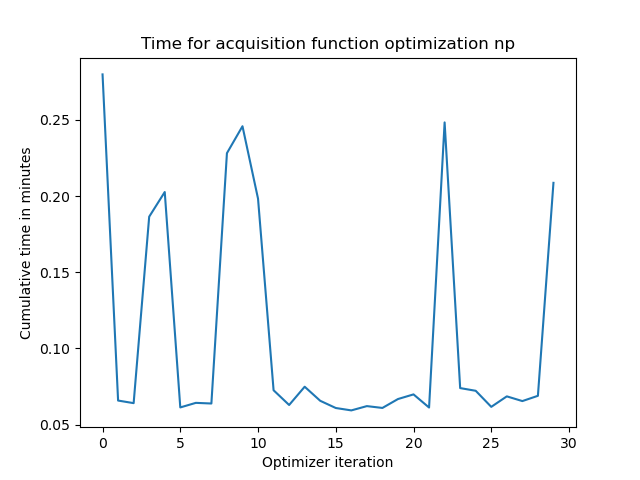 Time for acquisition function optimization np
Cumulative time in minutes
0.25
0.20
0.15
0.10
0.05
0 5 10 15 20 25 30
Optimizer iteration